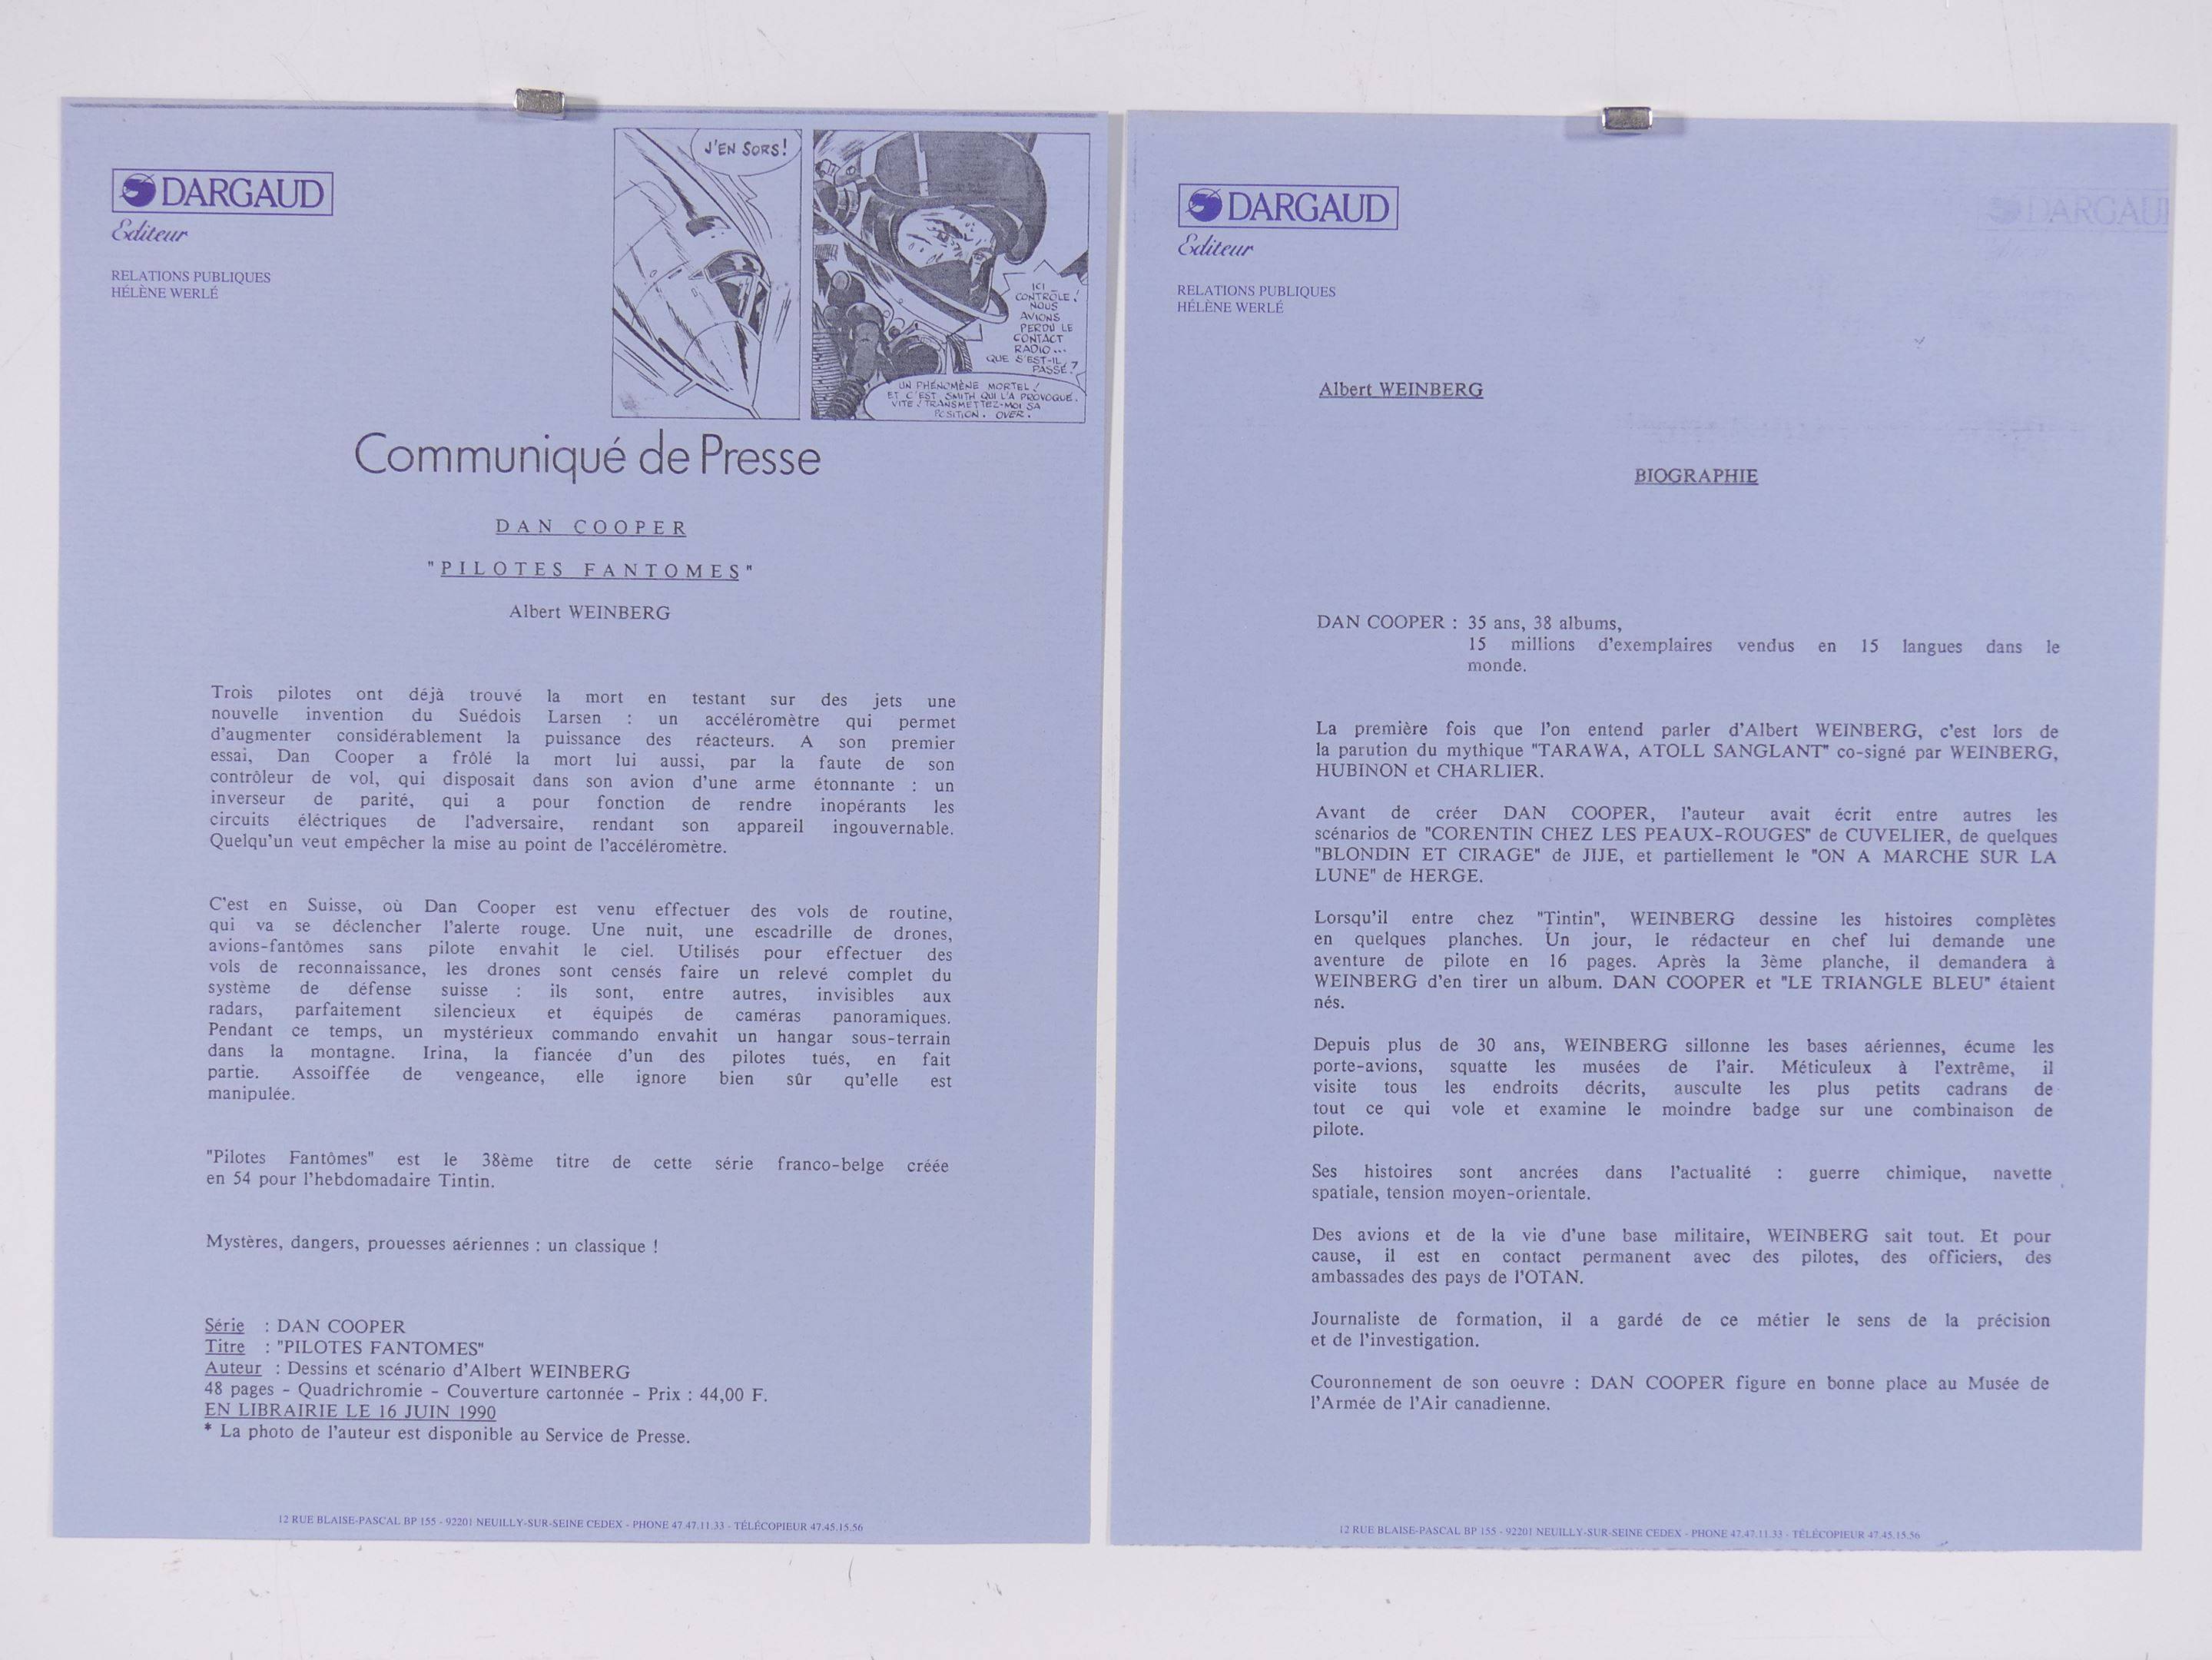 DARGAUD
Editeur
RELATIONS PUBLIQUES
HÉLÈNE WERLÉ
J'EN SORS!
ICI
CONTRÔLE!
NOUS
AVIONS
PERDU LE
CONTACT
RADIO...
QUE S'EST-IL
PASSÉ?
UN PHÉNOMÈNE MORTEL!
ET C'EST SMITH QUI L'A PROVOQUÉ.
VITE! TRANSMETTEZ-MOI SA
POSITION. OVER.
Communiqué de Presse
DAN COOPER
"PILOTES FANTOMES"
Albert WEINBERG
Trois pilotes ont déjà trouvé la mort en testant sur des jets une
nouvelle invention du Suédois Larsen : un accéléromètre qui permet
d'augmenter considérablement la puissance des réacteurs. A son premier
essai, Dan Cooper a frôlé la mort lui aussi, par la faute de son
contrôleur de vol, qui disposait dans son avion d'une arme étonnante : un
inverseur de parité, qui a pour fonction de rendre inopérants les
circuits éléctriques de l'adversaire, rendant son appareil ingouvernable.
Quelqu'un veut empêcher la mise au point de l'accéléromètre.
C'est en Suisse, où Dan Cooper est venu effectuer des vols de routine,
qui va se déclencher l'alerte rouge. Une nuit, une escadrille de drones,
avions-fantômes sans pilote envahit le ciel. Utilisés pour effectuer des
vols de reconnaissance, les drones sont censés faire un relevé complet du
système de défense suisse : ils sont, entre autres, invisibles aux
radars, parfaitement silencieux et équipés de caméras panoramiques.
Pendant ce temps, un mystérieux commando envahit un hangar sous-terrain
dans la montagne. Irina, la fiancée d'un des pilotes tués, en fait
partie. Assoiffée de vengeance, elle ignore bien sûr qu'elle est
manipulée.
"Pilotes Fantômes" est le 38ème titre de cette série franco-belge créée
en 54 pour l'hebdomadaire Tintin.
Mystères, dangers, prouesses aériennes : un classique !
Série : DAN COOPER
Titre : "PILOTES FANTOMES"
Auteur : Dessins et scénario d'Albert WEINBERG
48 pages - Quadrichromie - Couverture cartonnée - Prix : 44,00 F.
EN LIBRAIRIE LE 16 JUIN 1990
* La photo de l'auteur est disponible au Service de Presse.
12 RUE BLAISE-PASCAL BP 155 - 92201 NEUILLY-SUR-SEINE CEDEX - PHONE 47.47.11.33 - TÉLÉCOPIEUR 47.45.15.56
DARGAUD
Editeur
RELATIONS PUBLIQUES
HÉLÈNE WERLÉ
DARGAUD
Albert WEINBERG
BIOGRAPHIE
DAN COOPER : 35 ans, 38 albums,
15 millions d'exemplaires vendus en 15 langues dans le
monde.
La première fois que l'on entend parler d'Albert WEINBERG, c'est lors de
la parution du mythique "TARAWA, ATOLL SANGLANT" co-signé par WEINBERG,
HUBINON et CHARLIER.
Avant de créer DAN COOPER, l'auteur avait écrit entre autres les
scénarios de "CORENTIN CHEZ LES PEAUX-ROUGES" de CUVELIER, de quelques
"BLONDIN ET CIRAGE" de JIJE, et partiellement le "ON A MARCHE SUR LA
LUNE" de HERGE.
Lorsqu'il entre chez "Tintin", WEINBERG dessine les histoires complètes
en quelques planches. Un jour, le rédacteur en chef lui demande une
aventure de pilote en 16 pages. Après la 3ème planche, il demandera à
WEINBERG d'en tirer un album. DAN COOPER et "LE TRIANGLE BLEU" étaient
nés.
Depuis plus de 30 ans, WEINBERG sillonne les bases aériennes, écume les
porte-avions, squatte les musées de l'air. Méticuleux à l'extrême, il
visite tous les endroits décrits, ausculte les plus petits cadrans de
tout ce qui vole et examine le moindre badge sur une combinaison de
pilote.
Ses histoires sont ancrées dans l'actualité : guerre chimique, navette
spatiale, tension moyen-orientale.
Des avions et de la vie d'une base militaire, WEINBERG sait tout. Et pour
cause, il est en contact permanent avec des pilotes, des officiers, des
ambassades des pays de l'OTAN.
Journaliste de formation, il a gardé de ce métier le sens de la précision
et de l'investigation.
Couronnement de son oeuvre : DAN COOPER figure en bonne place au Musée de
l'Armée de l'Air canadienne.
12 RUE BLAISE-PASCAL BP 155 - 92201 NEUILLY-SUR-SEINE CEDEX - PHONE 47.47.11.33 - TÉLÉCOPIEUR 47.45.15.56